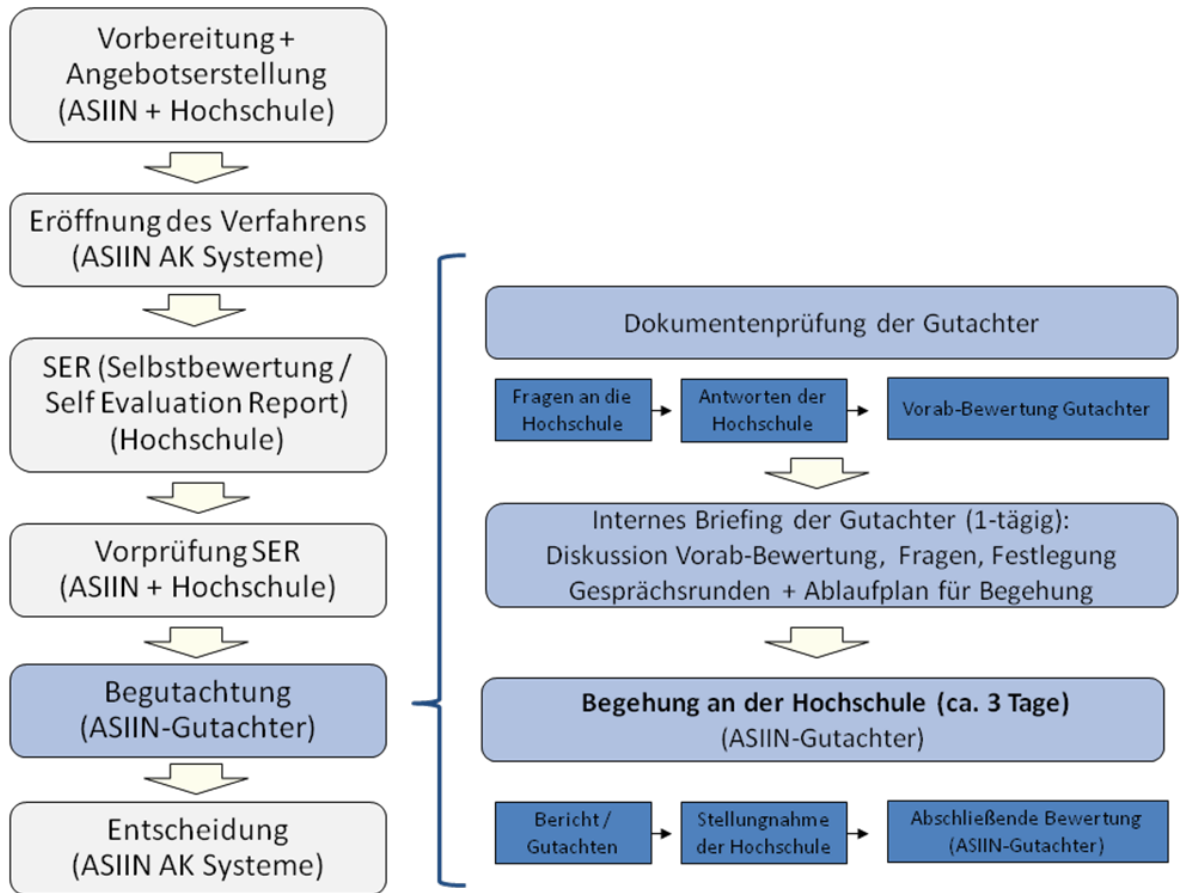 Vorbereitung +
Angebotserstellung
(ASIIN + Hochschule)
Eröffnung des Verfahrens
(ASIIN AK Systeme)
SER (Selbstbewertung /
Self Evaluation Report)
(Hochschule)
Vorprüfung SER
(ASIIN + Hochschule)
Begutachtung
(ASIIN-Gutachter)
Entscheidung
(ASIIN AK Systeme)
Dokumentenprüfung der Gutachter
Fragen an die
Hochschule
Antworten der
Hochschule
Vorab-Bewertung Gutachter
Internes Briefing der Gutachter (1-tägig):
Diskussion Vorab-Bewertung, Fragen, Festlegung
Gesprächsrunden + Ablaufplan für Begehung
Begehung an der Hochschule (ca. 3 Tage)
(ASIIN-Gutachter)
Bericht /
Gutachten
Stellungnahme
der Hochschule
Abschließende Bewertung
(ASIIN-Gutachter)